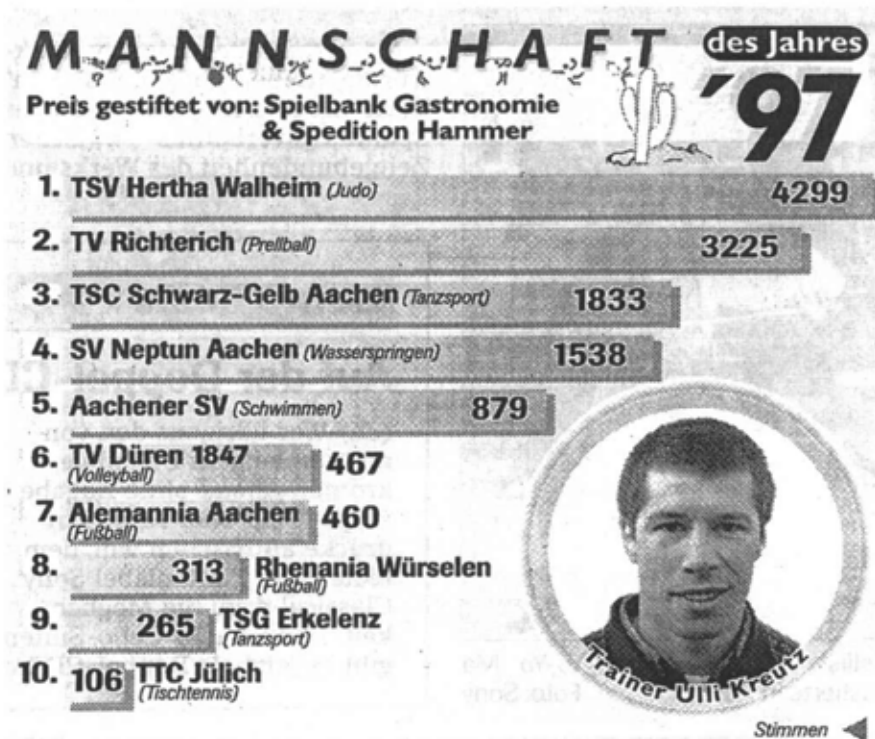 MANNSCHAFT des Jahres
'97
Preis gestiftet von: Spielbank Gastronomie
& Spedition Hammer
1. TSV Hertha Walheim (Judo) 4299
2. TV Richterich (Prellball) 3225
3. TSC Schwarz-Gelb Aachen (Tanzsport) 1833
4. SV Neptun Aachen (Wasserspringen) 1538
5. Aachener SV (Schwimmen) 879
6. TV Düren 1847 467
(Volleyball)
7. Alemannia Aachen 460
(Fußball)
8. 313 Rhenania Würselen
(Fußball)
9. 265 TSG Erkelenz
(Tanzsport)
10. 106 TTC Jülich
(Tischtennis)
Trainer Ulli Kreutz
Stimmen